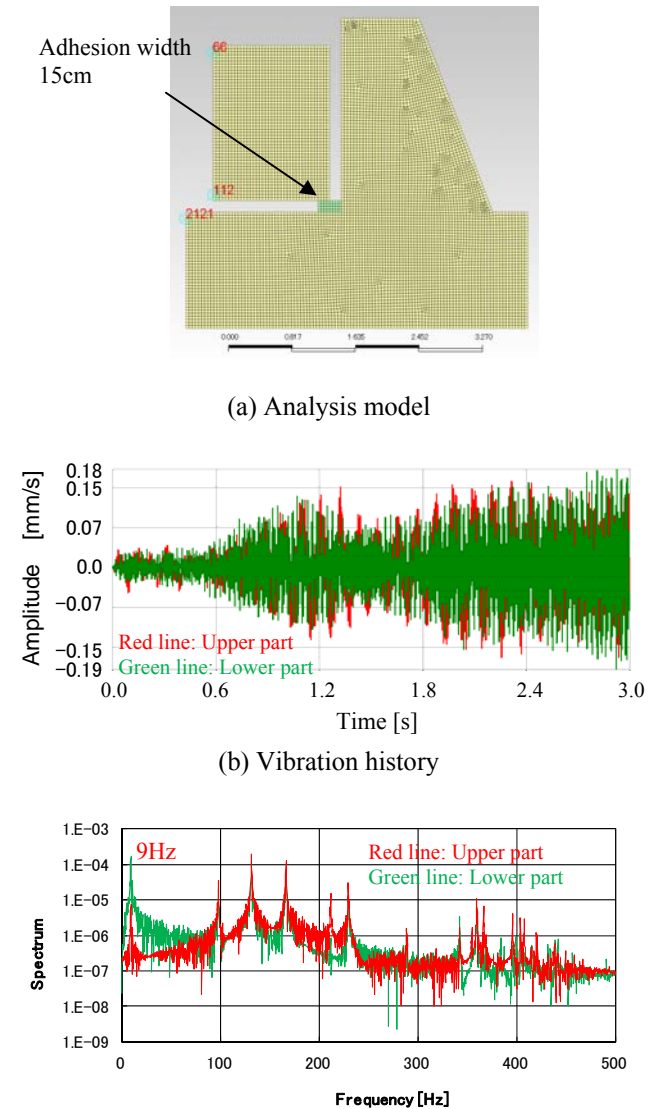 Adhesion width
15cm
66
112
2121
0.000 0.817 1.635 2.452 3.270
(a) Analysis model
Amplitude [mm/s]
0.18
0.15
0.07
0.0
−0.07
−0.15
−0.19
Red line: Upper part
Green line: Lower part
0.0 0.6 1.2 1.8 2.4 3.0
Time [s]
(b) Vibration history
Spectrum
1.E-03
1.E-04
1.E-05
1.E-06
1.E-07
1.E-08
1.E-09
9Hz
Red line: Upper part
Green line: Lower part
0 100 200 300 400 500
Frequency [Hz]